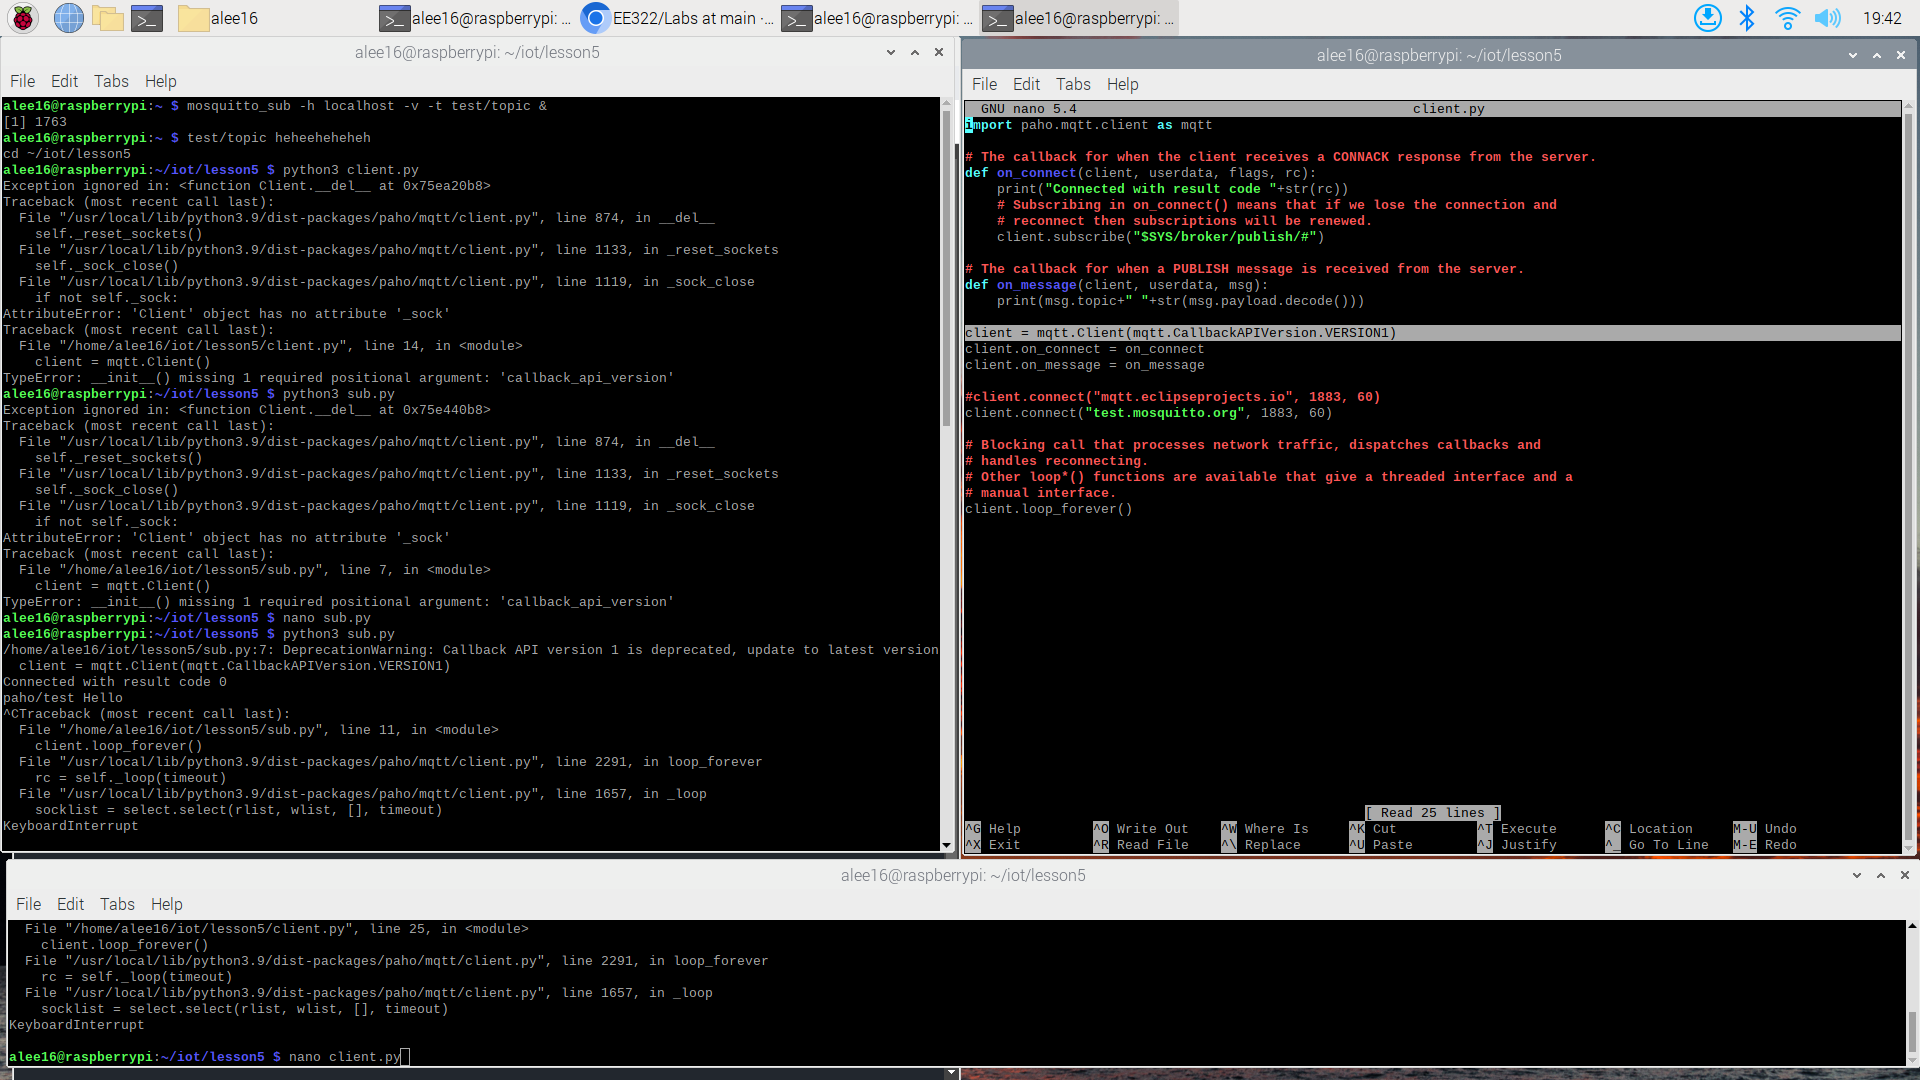 alee16
alee16@raspberrypi: ...
EE322/Labs at main · ...
alee16@raspberrypi: ...
alee16@raspberrypi: ...
19:42
alee16@raspberrypi: ~/iot/lesson5
File Edit Tabs Help
alee16@raspberrypi:~ $ mosquitto_sub -h localhost -v -t test/topic &
[1] 1763
alee16@raspberrypi:~ $ test/topic heheeheheheh
cd ~/iot/lesson5
alee16@raspberrypi:~/iot/lesson5 $ python3 client.py
Exception ignored in: <function Client.__del__ at 0x75ea20b8>
Traceback (most recent call last):
  File "/usr/local/lib/python3.9/dist-packages/paho/mqtt/client.py", line 874, in __del__
    self._reset_sockets()
  File "/usr/local/lib/python3.9/dist-packages/paho/mqtt/client.py", line 1133, in _reset_sockets
    self._sock_close()
  File "/usr/local/lib/python3.9/dist-packages/paho/mqtt/client.py", line 1119, in _sock_close
    if not self._sock:
AttributeError: 'Client' object has no attribute '_sock'
Traceback (most recent call last):
  File "/home/alee16/iot/lesson5/client.py", line 14, in <module>
    client = mqtt.Client()
TypeError: __init__() missing 1 required positional argument: 'callback_api_version'
alee16@raspberrypi:~/iot/lesson5 $ python3 sub.py
Exception ignored in: <function Client.__del__ at 0x75e440b8>
Traceback (most recent call last):
  File "/usr/local/lib/python3.9/dist-packages/paho/mqtt/client.py", line 874, in __del__
    self._reset_sockets()
  File "/usr/local/lib/python3.9/dist-packages/paho/mqtt/client.py", line 1133, in _reset_sockets
    self._sock_close()
  File "/usr/local/lib/python3.9/dist-packages/paho/mqtt/client.py", line 1119, in _sock_close
    if not self._sock:
AttributeError: 'Client' object has no attribute '_sock'
Traceback (most recent call last):
  File "/home/alee16/iot/lesson5/sub.py", line 7, in <module>
    client = mqtt.Client()
TypeError: __init__() missing 1 required positional argument: 'callback_api_version'
alee16@raspberrypi:~/iot/lesson5 $ nano sub.py
alee16@raspberrypi:~/iot/lesson5 $ python3 sub.py
/home/alee16/iot/lesson5/sub.py:7: DeprecationWarning: Callback API version 1 is deprecated, update to latest version
  client = mqtt.Client(mqtt.CallbackAPIVersion.VERSION1)
Connected with result code 0
paho/test Hello
^CTraceback (most recent call last):
  File "/home/alee16/iot/lesson5/sub.py", line 11, in <module>
    client.loop_forever()
  File "/usr/local/lib/python3.9/dist-packages/paho/mqtt/client.py", line 2291, in loop_forever
    rc = self._loop(timeout)
  File "/usr/local/lib/python3.9/dist-packages/paho/mqtt/client.py", line 1657, in _loop
    socklist = select.select(rlist, wlist, [], timeout)
KeyboardInterrupt
alee16@raspberrypi: ~/iot/lesson5
File Edit Tabs Help
GNU nano 5.4 client.py
import paho.mqtt.client as mqtt
# The callback for when the client receives a CONNACK response from the server.
def on_connect(client, userdata, flags, rc):
    print("Connected with result code "+str(rc))
    # Subscribing in on_connect() means that if we lose the connection and
    # reconnect then subscriptions will be renewed.
    client.subscribe("$SYS/broker/publish/#")
# The callback for when a PUBLISH message is received from the server.
def on_message(client, userdata, msg):
    print(msg.topic+" "+str(msg.payload.decode()))
client = mqtt.Client(mqtt.CallbackAPIVersion.VERSION1)
client.on_connect = on_connect
client.on_message = on_message
#client.connect("mqtt.eclipseprojects.io", 1883, 60)
client.connect("test.mosquitto.org", 1883, 60)
# Blocking call that processes network traffic, dispatches callbacks and
# handles reconnecting.
# Other loop*() functions are available that give a threaded interface and a
# manual interface.
client.loop_forever()
[ Read 25 lines ]
^G Help ^O Write Out ^W Where Is ^K Cut ^T Execute ^C Location M-U Undo
^X Exit ^R Read File ^\ Replace ^U Paste ^J Justify ^_ Go To Line M-E Redo
alee16@raspberrypi: ~/iot/lesson5
File Edit Tabs Help
  File "/home/alee16/iot/lesson5/client.py", line 25, in <module>
    client.loop_forever()
  File "/usr/local/lib/python3.9/dist-packages/paho/mqtt/client.py", line 2291, in loop_forever
    rc = self._loop(timeout)
  File "/usr/local/lib/python3.9/dist-packages/paho/mqtt/client.py", line 1657, in _loop
    socklist = select.select(rlist, wlist, [], timeout)
KeyboardInterrupt
alee16@raspberrypi:~/iot/lesson5 $ nano client.py